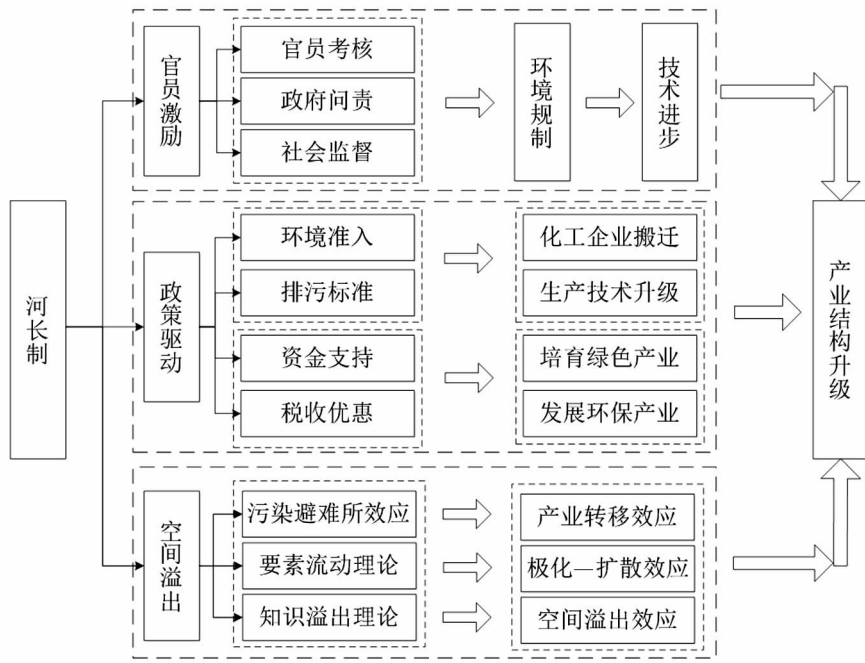 河长制
官员激励
官员考核
政府问责
社会监督
环境规制
技术进步
政策驱动
环境准入
排污标准
资金支持
税收优惠
化工企业搬迁
生产技术升级
培育绿色产业
发展环保产业
空间溢出
污染避难所效应
要素流动理论
知识溢出理论
产业转移效应
极化—扩散效应
空间溢出效应
产业结构升级